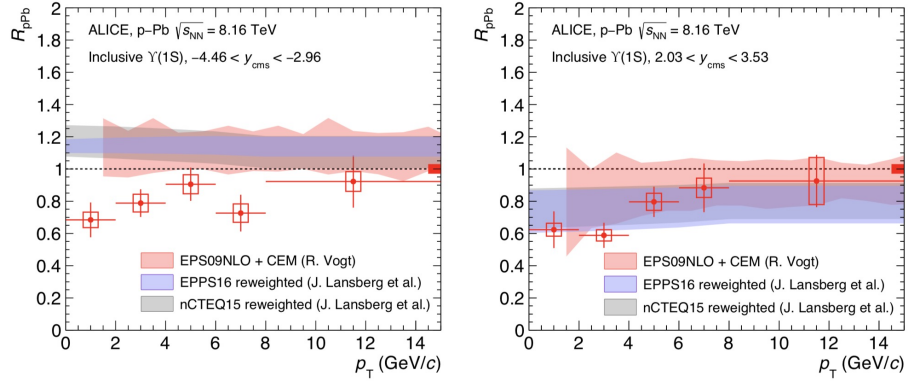 R_pPb
2
1.8
1.6
1.4
1.2
1
0.8
0.6
0.4
0.2
0
ALICE, p−Pb √s_NN = 8.16 TeV
Inclusive ϒ(1S), −4.46 < y_cms < −2.96
EPS09NLO + CEM (R. Vogt)
EPPS16 reweighted (J. Lansberg et al.)
nCTEQ15 reweighted (J. Lansberg et al.)
0 2 4 6 8 10 12 14
p_T (GeV/c)
R_pPb
2
1.8
1.6
1.4
1.2
1
0.8
0.6
0.4
0.2
0
ALICE, p−Pb √s_NN = 8.16 TeV
Inclusive ϒ(1S), 2.03 < y_cms < 3.53
EPS09NLO + CEM (R. Vogt)
EPPS16 reweighted (J. Lansberg et al.)
nCTEQ15 reweighted (J. Lansberg et al.)
0 2 4 6 8 10 12 14
p_T (GeV/c)